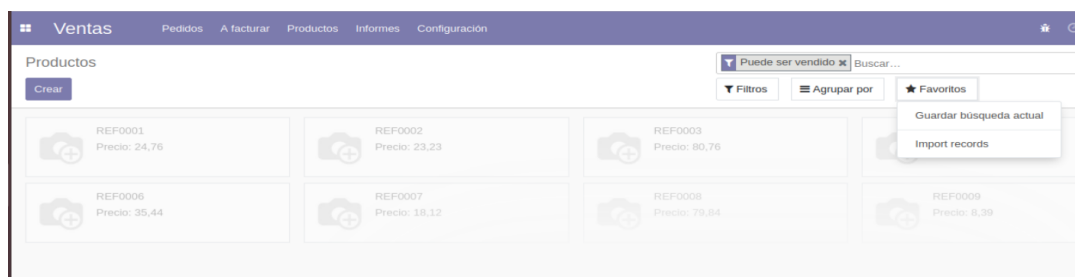 Ventas Pedidos A facturar Productos Informes Configuración
Productos
Puede ser vendido Buscar...
Crear
Filtros Agrupar por Favoritos
Guardar búsqueda actual
Import records
REF0001 REF0002 REF0003
Precio: 24,76 Precio: 23,23 Precio: 80,76
REF0006 REF0007 REF0008 REF0009
Precio: 35,44 Precio: 18,12 Precio: 79,84 Precio: 8,39